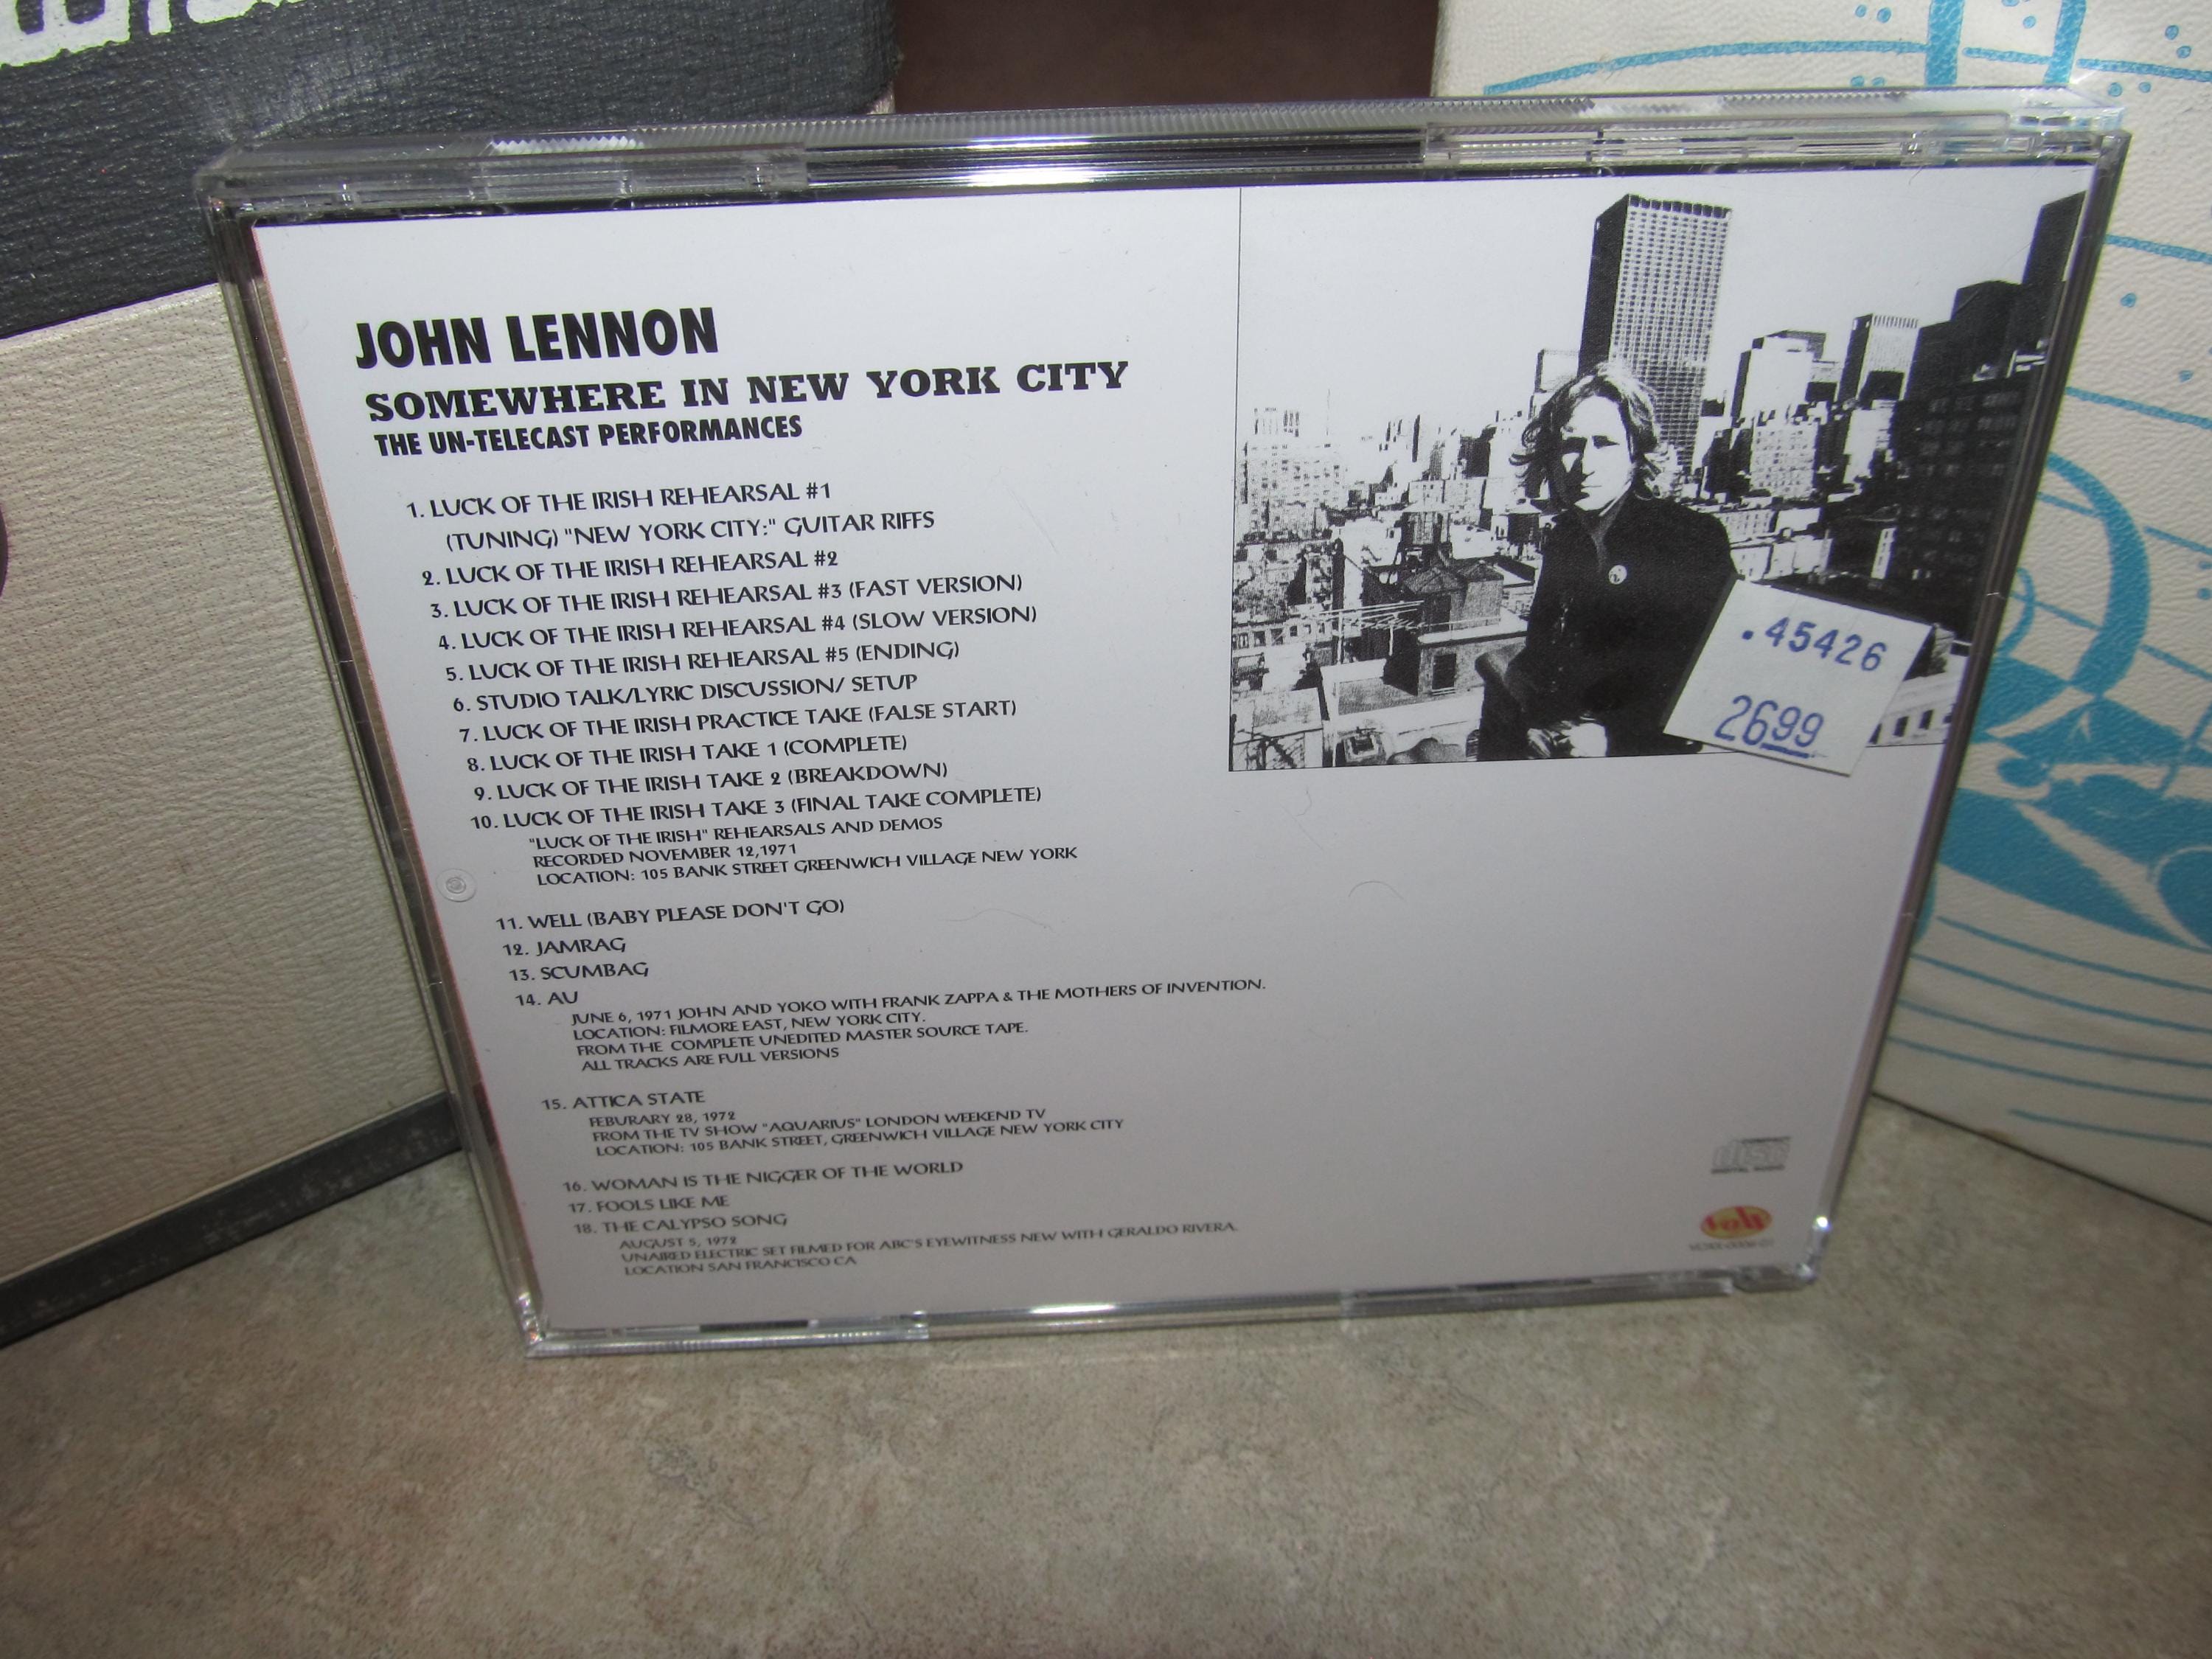 JOHN LENNON
SOMEWHERE IN NEW YORK CITY
THE UN-TELECAST PERFORMANCES
1. LUCK OF THE IRISH REHEARSAL #1
(TUNING) "NEW YORK CITY:" GUITAR RIFFS
2. LUCK OF THE IRISH REHEARSAL #2
3. LUCK OF THE IRISH REHEARSAL #3 (FAST VERSION)
4. LUCK OF THE IRISH REHEARSAL #4 (SLOW VERSION)
5. LUCK OF THE IRISH REHEARSAL #5 (ENDING)
6. STUDIO TALK/LYRIC DISCUSSION/ SETUP
7. LUCK OF THE IRISH PRACTICE TAKE (FALSE START)
8. LUCK OF THE IRISH TAKE 1 (COMPLETE)
9. LUCK OF THE IRISH TAKE 2 (BREAKDOWN)
10. LUCK OF THE IRISH TAKE 3 (FINAL TAKE COMPLETE)
"LUCK OF THE IRISH" REHEARSALS AND DEMOS
RECORDED NOVEMBER 12,1971
LOCATION: 105 BANK STREET GREENWICH VILLAGE NEW YORK
11. WELL (BABY PLEASE DON'T GO)
12. JAMRAG
13. SCUMBAG
14. AU
JUNE 6, 1971 JOHN AND YOKO WITH FRANK ZAPPA & THE MOTHERS OF INVENTION.
LOCATION: FILMORE EAST, NEW YORK CITY.
FROM THE COMPLETE UNEDITED MASTER SOURCE TAPE.
ALL TRACKS ARE FULL VERSIONS
15. ATTICA STATE
FEBURARY 28, 1972
FROM THE TV SHOW "AQUARIUS" LONDON WEEKEND TV
LOCATION: 105 BANK STREET, GREENWICH VILLAGE NEW YORK CITY
16. WOMAN IS THE NIGGER OF THE WORLD
17. FOOLS LIKE ME
18. THE CALYPSO SONG
AUGUST 5, 1972
UNAIRED ELECTRIC SET FILMED FOR ABC'S EYEWITNESS NEW WITH GERALDO RIVERA.
LOCATION SAN FRANCISCO CA
.45426
2699
DISC
DIGITAL AUDIO